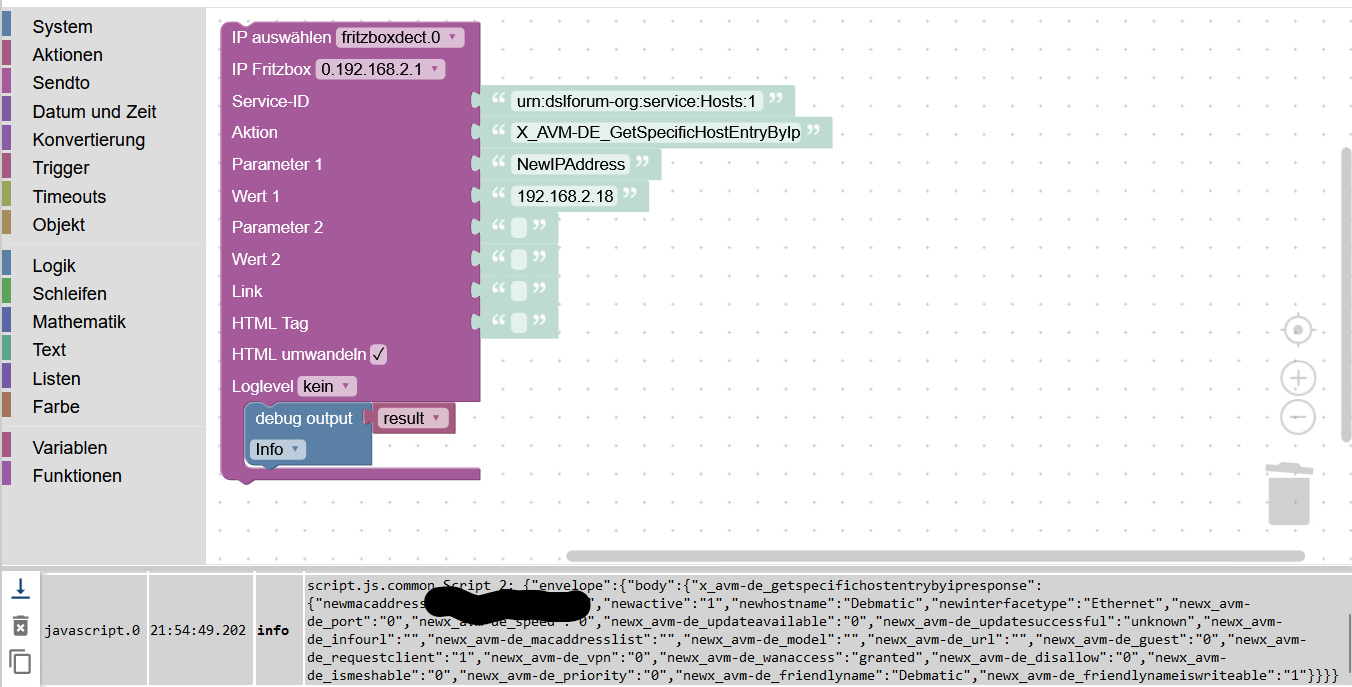 System
Aktionen
Sendto
Datum und Zeit
Konvertierung
Trigger
Timeouts
Objekt
Logik
Schleifen
Mathematik
Text
Listen
Farbe
Variablen
Funktionen
IP auswählen fritzboxdect.0
IP Fritzbox 0.192.168.2.1
Service-ID “ urn:dslforum-org:service:Hosts:1 ”
Aktion “ X_AVM-DE_GetSpecificHostEntryByIp ”
Parameter 1 “ NewIPAddress ”
Wert 1 “ 192.168.2.18 ”
Parameter 2 “ ”
Wert 2 “ ”
Link “ ”
HTML Tag “ ”
HTML umwandeln ✓
Loglevel kein
debug output result
Info
javascript.0 21:54:49.202 info
script.js.common.Script_2: {"envelope":{"body":{"x_avm-de_getspecifichostentrybyipresponse":
{"newmacaddress ","newactive":"1","newhostname":"Debmatic","newinterfacetype":"Ethernet","newx_avm-
de_port":"0","newx_avm-de_speed":"0","newx_avm-de_updateavailable":"0","newx_avm-de_updatesuccessful":"unknown","newx_avm-
de_infourl":"","newx_avm-de_macaddresslist":"","newx_avm-de_model":"","newx_avm-de_url":"","newx_avm-de_guest":"0","newx_avm-
de_requestclient":"1","newx_avm-de_vpn":"0","newx_avm-de_wanaccess":"granted","newx_avm-de_disallow":"0","newx_avm-
de_ismeshable":"0","newx_avm-de_priority":"0","newx_avm-de_friendlyname":"Debmatic","newx_avm-de_friendlynameiswriteable":"1"}}}}